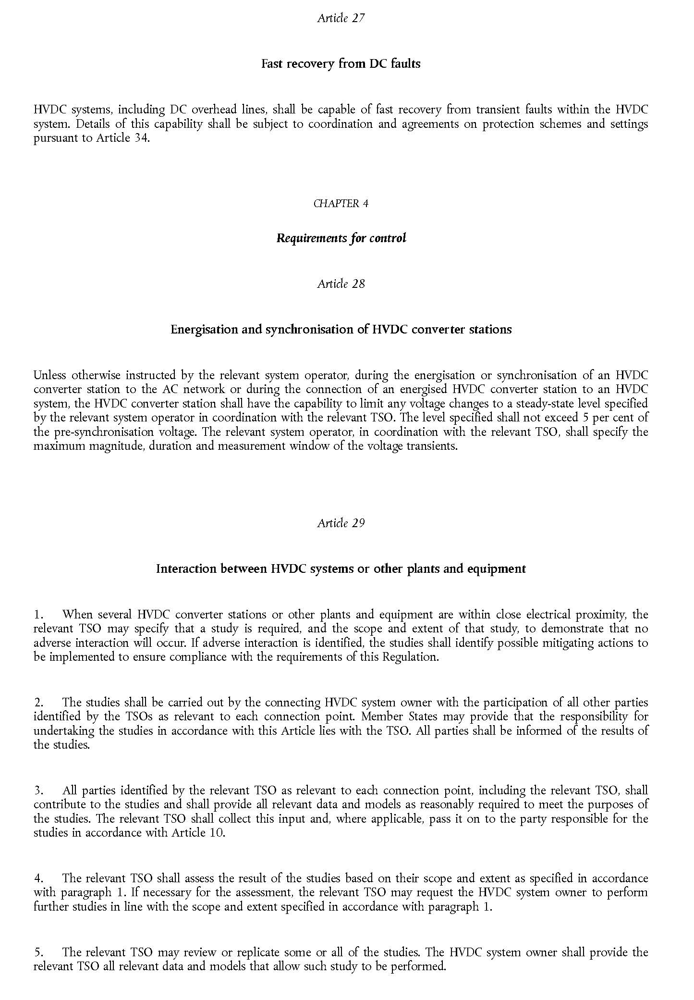 Article 27
Fast recovery from DC faults
HVDC systems, including DC overhead lines, shall be capable of fast recovery from transient faults within the HVDC
system. Details of this capability shall be subject to coordination and agreements on protection schemes and settings
pursuant to Article 34.
CHAPTER 4
Requirements for control
Article 28
Energisation and synchronisation of HVDC converter stations
Unless otherwise instructed by the relevant system operator, during the energisation or synchronisation of an HVDC
converter station to the AC network or during the connection of an energised HVDC converter station to an HVDC
system, the HVDC converter station shall have the capability to limit any voltage changes to a steady-state level specified
by the relevant system operator in coordination with the relevant TSO. The level specified shall not exceed 5 per cent of
the pre-synchronisation voltage. The relevant system operator, in coordination with the relevant TSO, shall specify the
maximum magnitude, duration and measurement window of the voltage transients.
Article 29
Interaction between HVDC systems or other plants and equipment
1. When several HVDC converter stations or other plants and equipment are within close electrical proximity, the
relevant TSO may specify that a study is required, and the scope and extent of that study, to demonstrate that no
adverse interaction will occur. If adverse interaction is identified, the studies shall identify possible mitigating actions to
be implemented to ensure compliance with the requirements of this Regulation.
2. The studies shall be carried out by the connecting HVDC system owner with the participation of all other parties
identified by the TSOs as relevant to each connection point. Member States may provide that the responsibility for
undertaking the studies in accordance with this Article lies with the TSO. All parties shall be informed of the results of
the studies.
3. All parties identified by the relevant TSO as relevant to each connection point, including the relevant TSO, shall
contribute to the studies and shall provide all relevant data and models as reasonably required to meet the purposes of
the studies. The relevant TSO shall collect this input and, where applicable, pass it on to the party responsible for the
studies in accordance with Article 10.
4. The relevant TSO shall assess the result of the studies based on their scope and extent as specified in accordance
with paragraph 1. If necessary for the assessment, the relevant TSO may request the HVDC system owner to perform
further studies in line with the scope and extent specified in accordance with paragraph 1.
5. The relevant TSO may review or replicate some or all of the studies. The HVDC system owner shall provide the
relevant TSO all relevant data and models that allow such study to be performed.